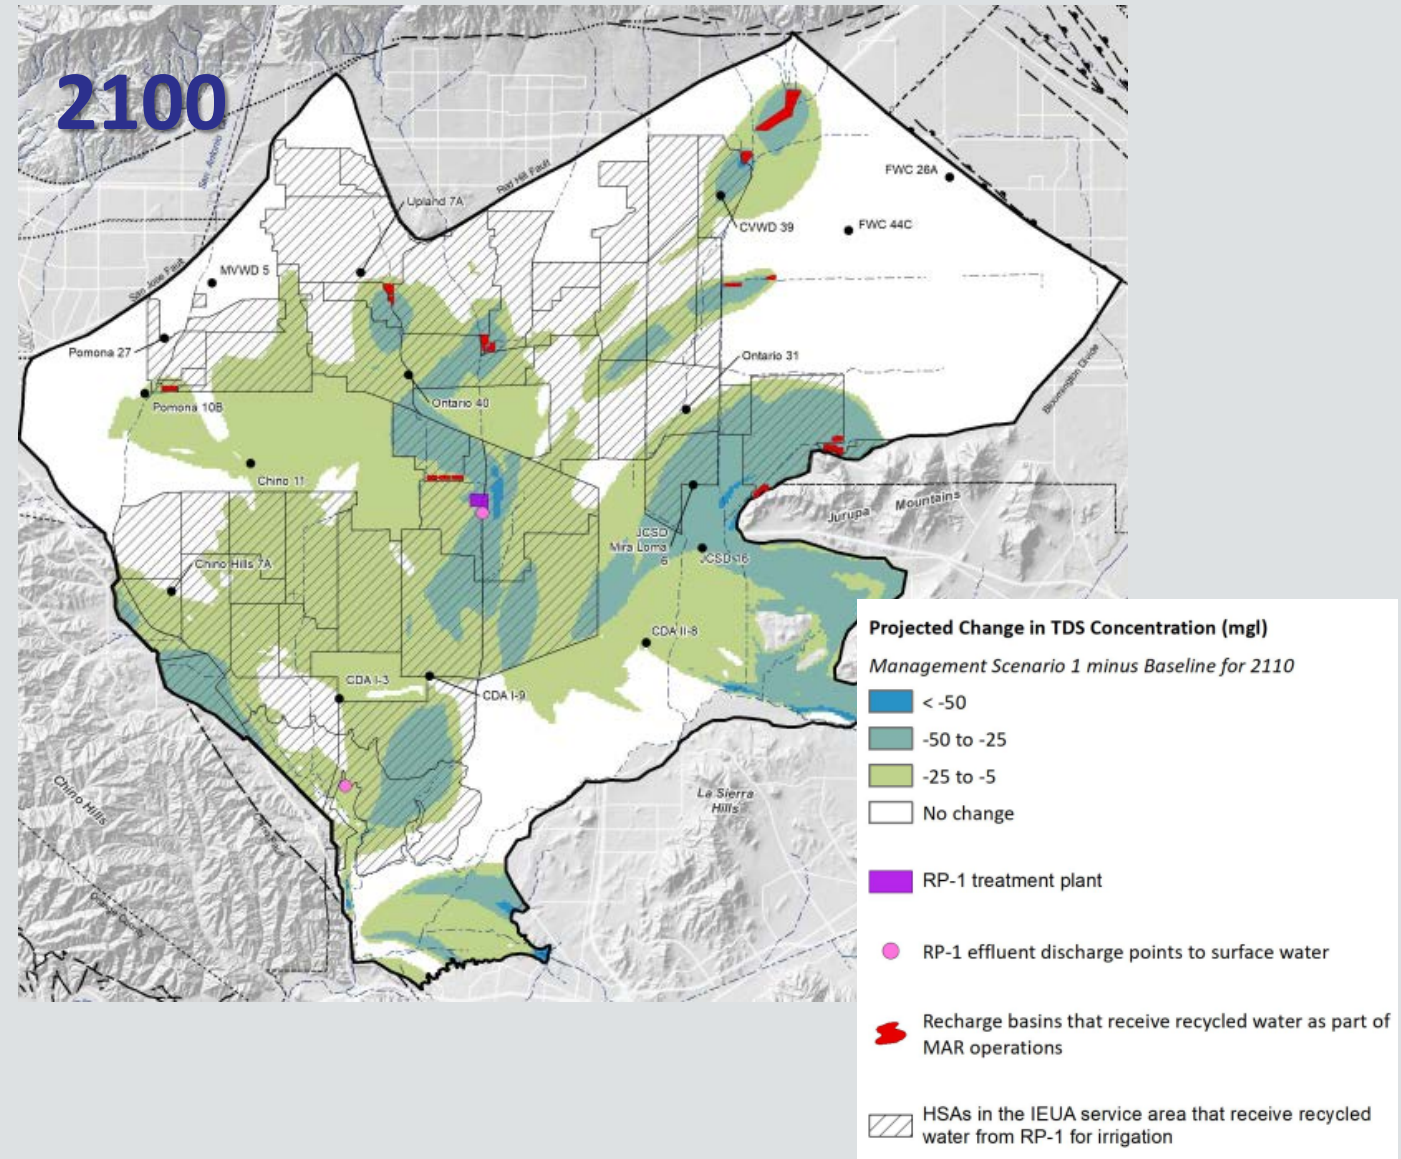 2100
San Antonio
Red Hill Fault
Upland 7A
FWC 26A
CVWD 39
FWC 44C
San Jose Fault
MVWD 5
Pomona 27
Ontario 31
Bloomington Divide
Pomona 10B
Ontario 40
Chino 11
Jurupa Mountains
JCSD
Mira Loma
6
JCSD 16
Chino Hills 7A
CDA II-8
CDA I-3
CDA I-9
Chino Hills
La Sierra
Hills
Orange County
Projected Change in TDS Concentration (mgl)
Management Scenario 1 minus Baseline for 2110
< -50
-50 to -25
-25 to -5
No change
RP-1 treatment plant
RP-1 effluent discharge points to surface water
Recharge basins that receive recycled water as part of
MAR operations
HSAs in the IEUA service area that receive recycled
water from RP-1 for irrigation